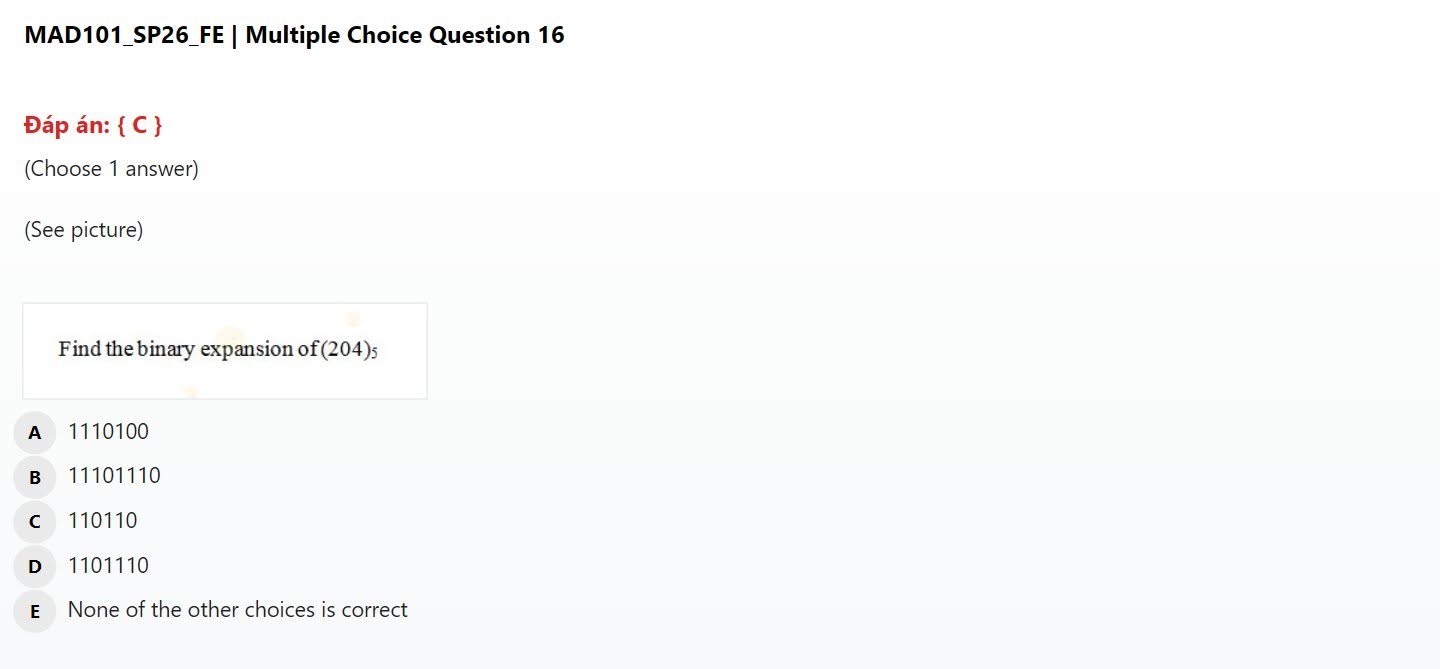 MAD101_SP26_FE | Multiple Choice Question 16
Đáp án: { C }
(Choose 1 answer)
(See picture)
Find the binary expansion of (204)₅
A 1110100
B 11101110
C 110110
D 1101110
E None of the other choices is correct